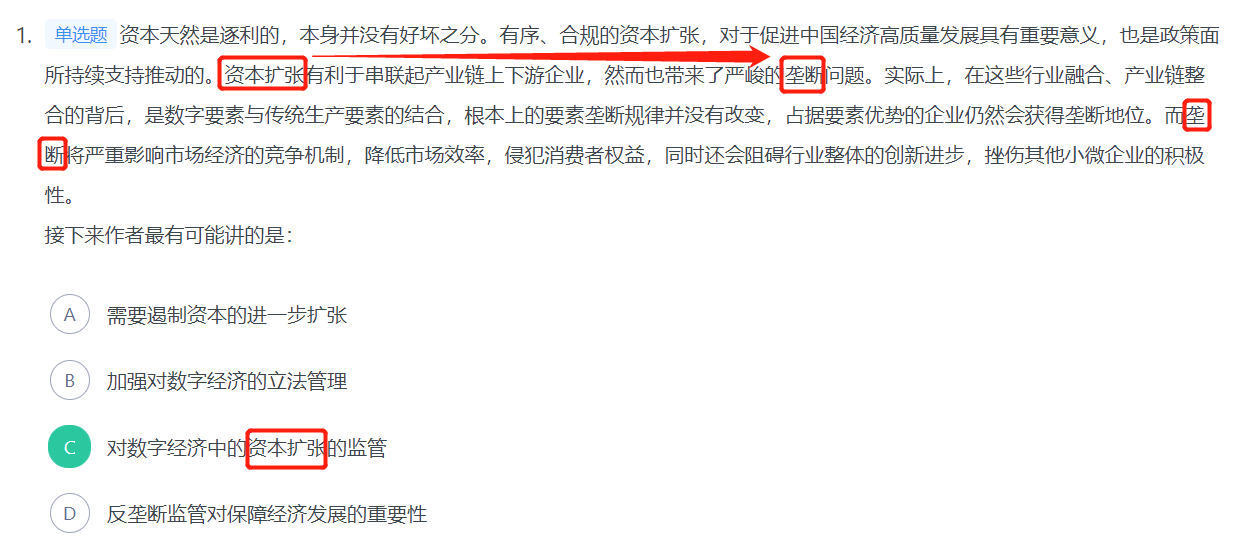 1. 单选题 资本天然是逐利的，本身并没有好坏之分。有序、合规的资本扩张，对于促进中国经济高质量发展具有重要意义，也是政策面
所持续支持推动的。资本扩张有利于串联起产业链上下游企业，然而也带来了严峻的垄断问题。实际上，在这些行业融合、产业链整
合的背后，是数字要素与传统生产要素的结合，根本上的要素垄断规律并没有改变，占据要素优势的企业仍然会获得垄断地位。而垄
断将严重影响市场经济的竞争机制，降低市场效率，侵犯消费者权益，同时还会阻碍行业整体的创新进步，挫伤其他小微企业的积极
性。
接下来作者最有可能讲的是：
A 需要遏制资本的进一步扩张
B 加强对数字经济的立法管理
C 对数字经济中的资本扩张的监管
D 反垄断监管对保障经济发展的重要性